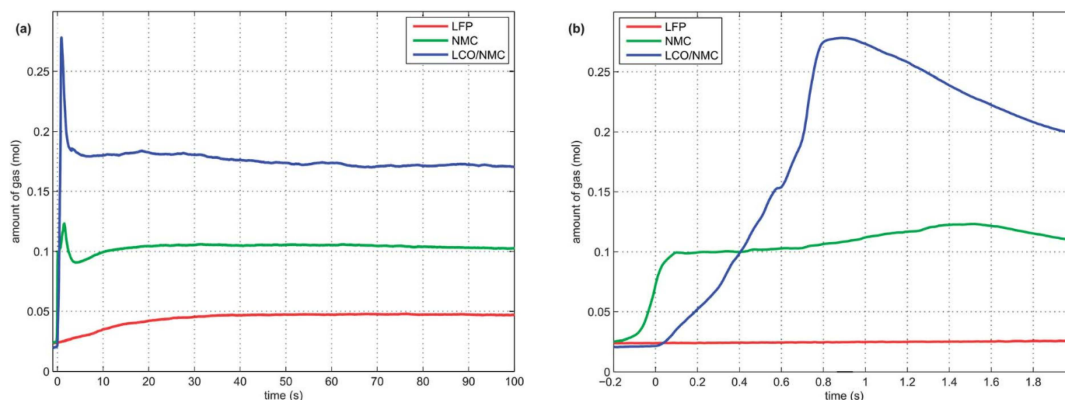 (a)
LFP
NMC
LCO/NMC
0.25
0.2
0.15
0.1
0.05
0
amount of gas (mol)
0 10 20 30 40 50 60 70 80 90 100
time (s)
(b)
LFP
NMC
LCO/NMC
0.25
0.2
0.15
0.1
0.05
0
amount of gas (mol)
−0.2 0 0.2 0.4 0.6 0.8 1 1.2 1.4 1.6 1.8
time (s)